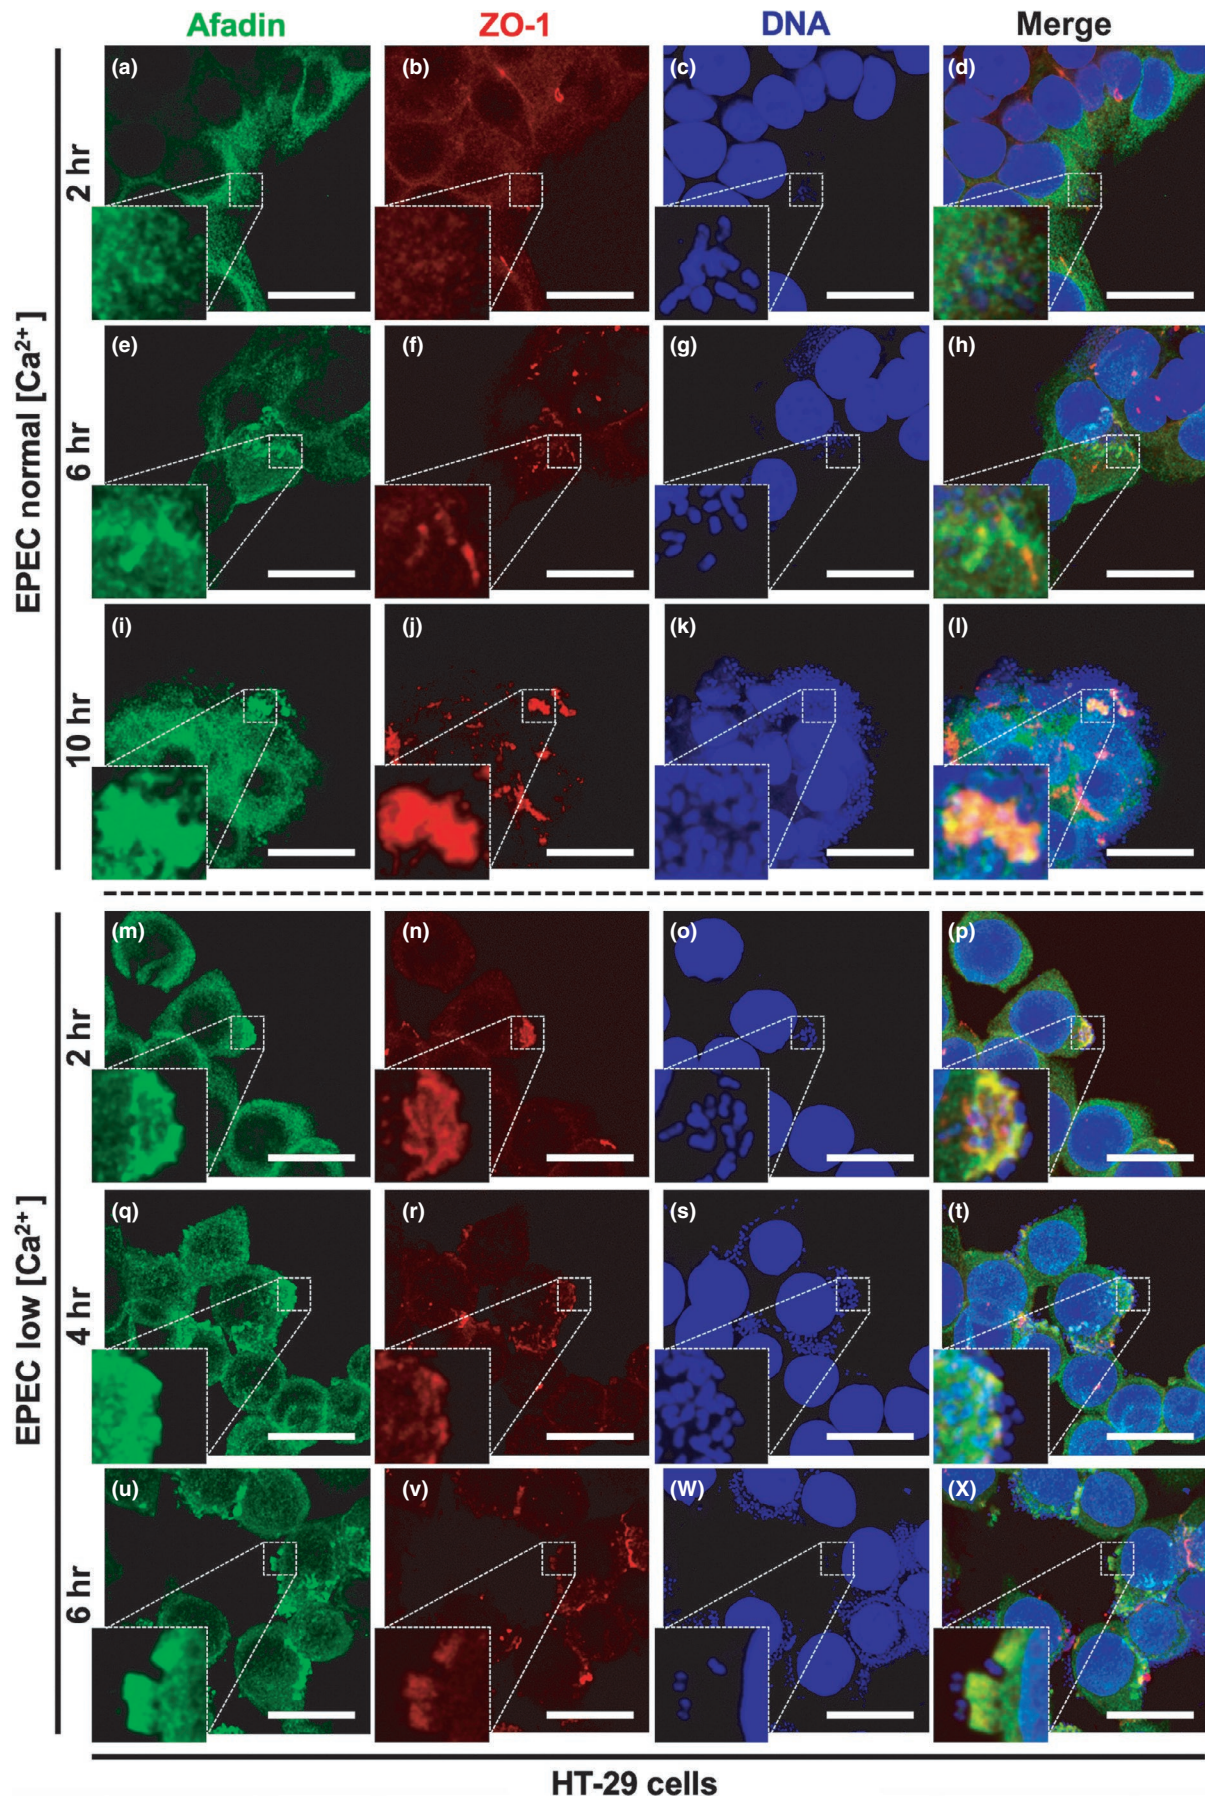 Afadin ZO-1 DNA Merge
EPEC normal [Ca²⁺]
2 hr
(a) (b) (c) (d)
6 hr
(e) (f) (g) (h)
10 hr
(i) (j) (k) (l)
EPEC low [Ca²⁺]
2 hr
(m) (n) (o) (p)
4 hr
(q) (r) (s) (t)
6 hr
(u) (v) (W) (X)
HT-29 cells